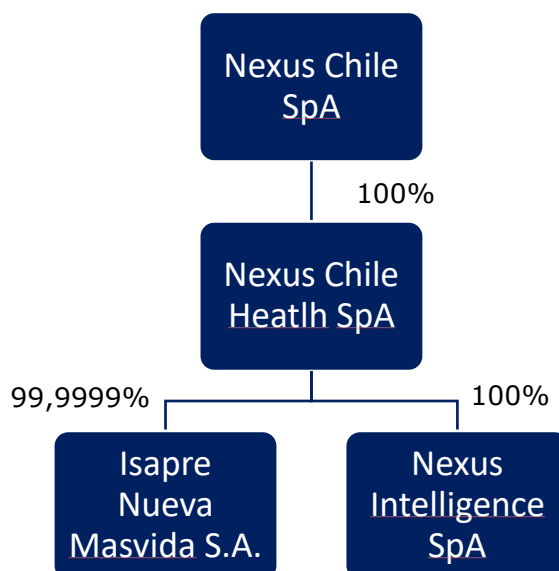 Nexus Chile
SpA
100%
Nexus Chile
Heatlh SpA
99,9999%
100%
Isapre
Nueva
Masvida S.A.
Nexus
Intelligence
SpA